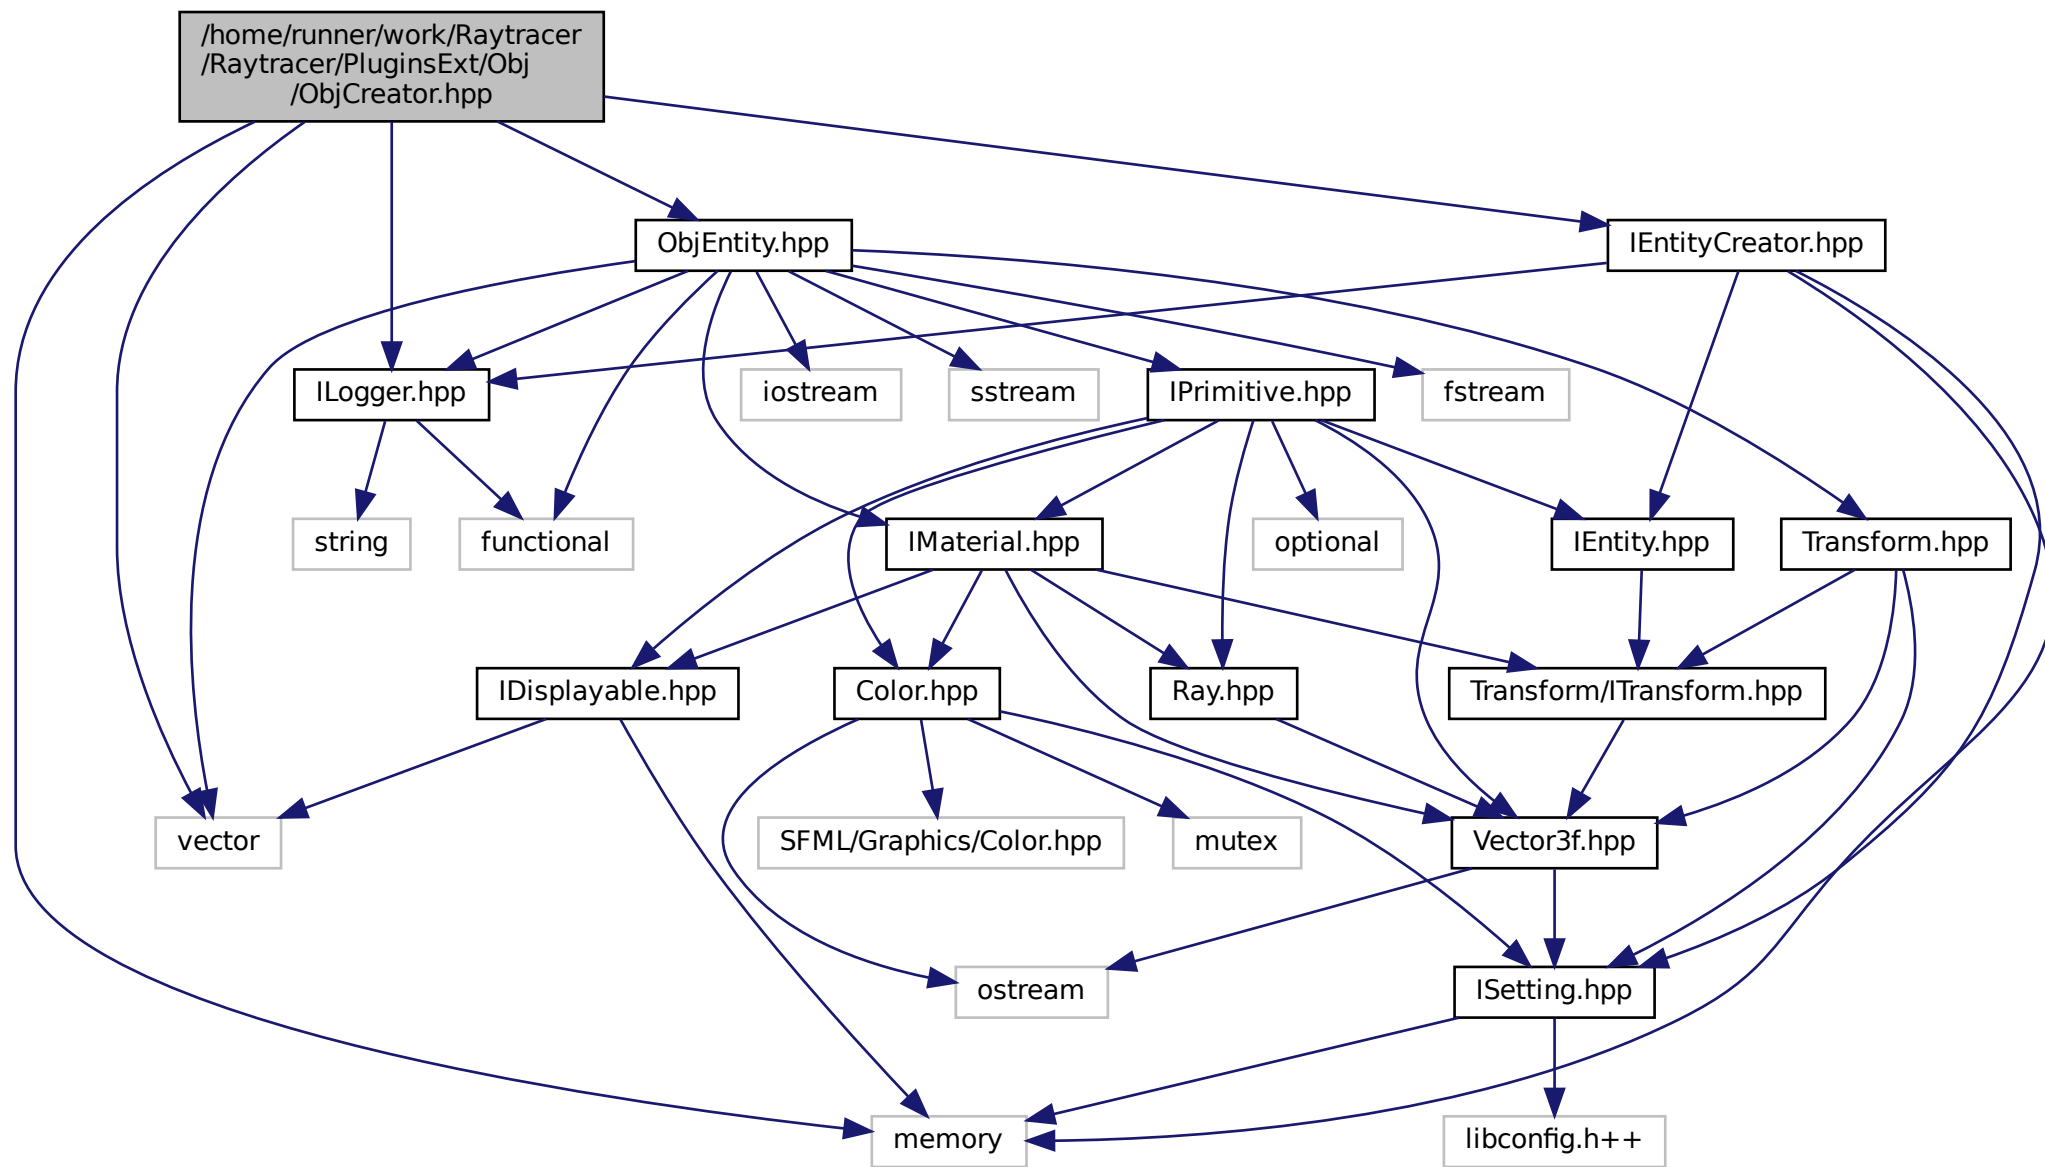 /home/runner/work/Raytracer
/Raytracer/PluginsExt/Obj
/ObjCreator.hpp
ObjEntity.hpp
IEntityCreator.hpp
ILogger.hpp
iostream
sstream
IPrimitive.hpp
fstream
string
functional
IMaterial.hpp
optional
IEntity.hpp
Transform.hpp
IDisplayable.hpp
Color.hpp
Ray.hpp
Transform/ITransform.hpp
vector
SFML/Graphics/Color.hpp
mutex
Vector3f.hpp
ostream
ISetting.hpp
memory
libconfig.h++